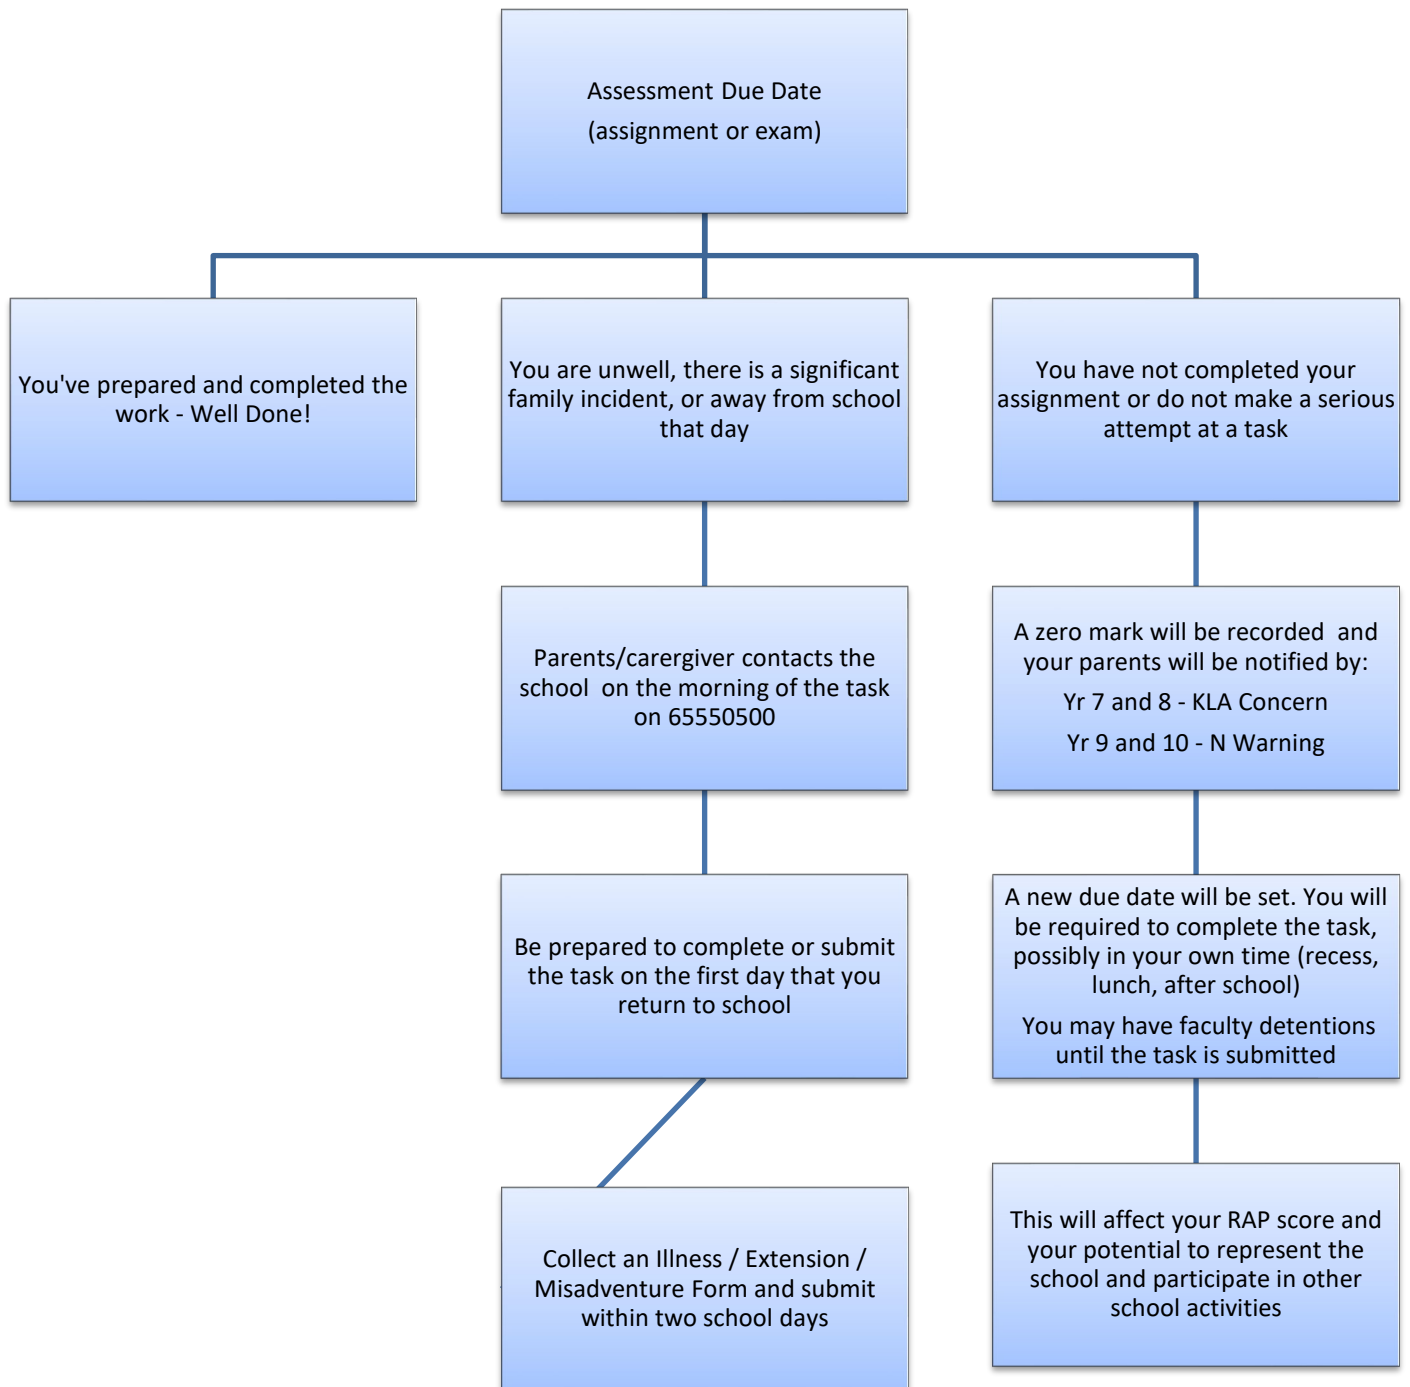 Assessment Due Date
(assignment or exam)
You've prepared and completed the
work - Well Done!
You are unwell, there is a significant
family incident, or away from school
that day
You have not completed your
assignment or do not make a serious
attempt at a task
Parents/carergiver contacts the
school on the morning of the task
on 65550500
A zero mark will be recorded and
your parents will be notified by:
Yr 7 and 8 - KLA Concern
Yr 9 and 10 - N Warning
Be prepared to complete or submit
the task on the first day that you
return to school
A new due date will be set. You will
be required to complete the task,
possibly in your own time (recess,
lunch, after school)
You may have faculty detentions
until the task is submitted
Collect an Illness / Extension /
Misadventure Form and submit
within two school days
This will affect your RAP score and
your potential to represent the
school and participate in other
school activities